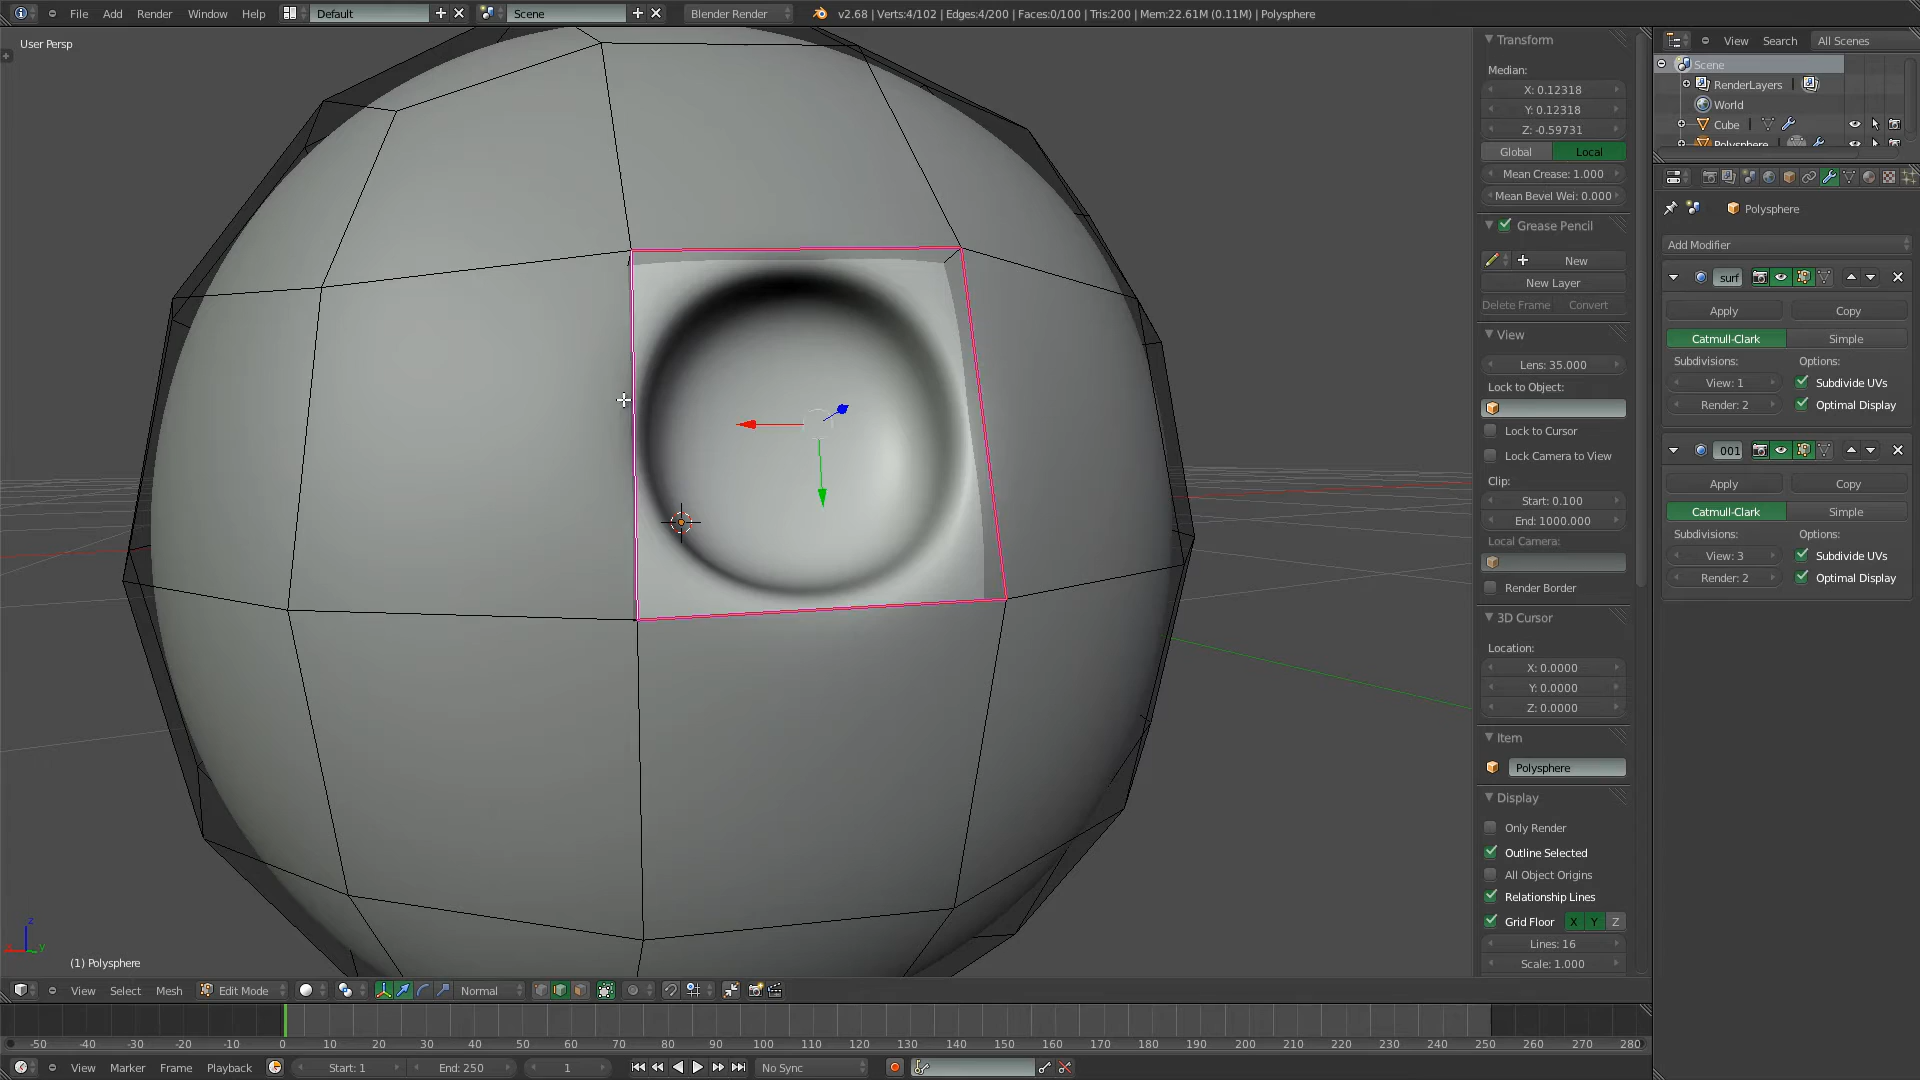 File Add Render Window Help Default Scene Blender Render v2.68 | Verts:4/102 | Edges:4/200 | Faces:0/100 | Tris:200 | Mem:22.61M (0.11M) | Polysphere
User Persp
Transform
Median:
X: 0.12318
Y: 0.12318
Z: -0.59731
Global Local
Mean Crease: 1.000
Mean Bevel Wei: 0.000
Grease Pencil
New
New Layer
Delete Frame Convert
View
Lens: 35.000
Lock to Object:
Lock to Cursor
Lock Camera to View
Clip:
Start: 0.100
End: 1000.000
Local Camera:
Render Border
3D Cursor
Location:
X: 0.0000
Y: 0.0000
Z: 0.0000
Item
Polysphere
Display
Only Render
Outline Selected
All Object Origins
Relationship Lines
Grid Floor X Y Z
Lines: 16
Scale: 1.000
View Search All Scenes
Scene
RenderLayers |
World
Cube |
Polysphere
Polysphere
Add Modifier
surf
Apply Copy
Catmull-Clark Simple
Subdivisions: Options:
View: 1 Subdivide UVs
Render: 2 Optimal Display
001
Apply Copy
Catmull-Clark Simple
Subdivisions: Options:
View: 3 Subdivide UVs
Render: 2 Optimal Display
z
x y
(1) Polysphere
View Select Mesh Edit Mode Normal
-50 -40 -30 -20 -10 0 10 20 30 40 50 60 70 80 90 100 110 120 130 140 150 160 170 180 190 200 210 220 230 240 250 260 270 280
View Marker Frame Playback Start: 1 End: 250 1 No Sync